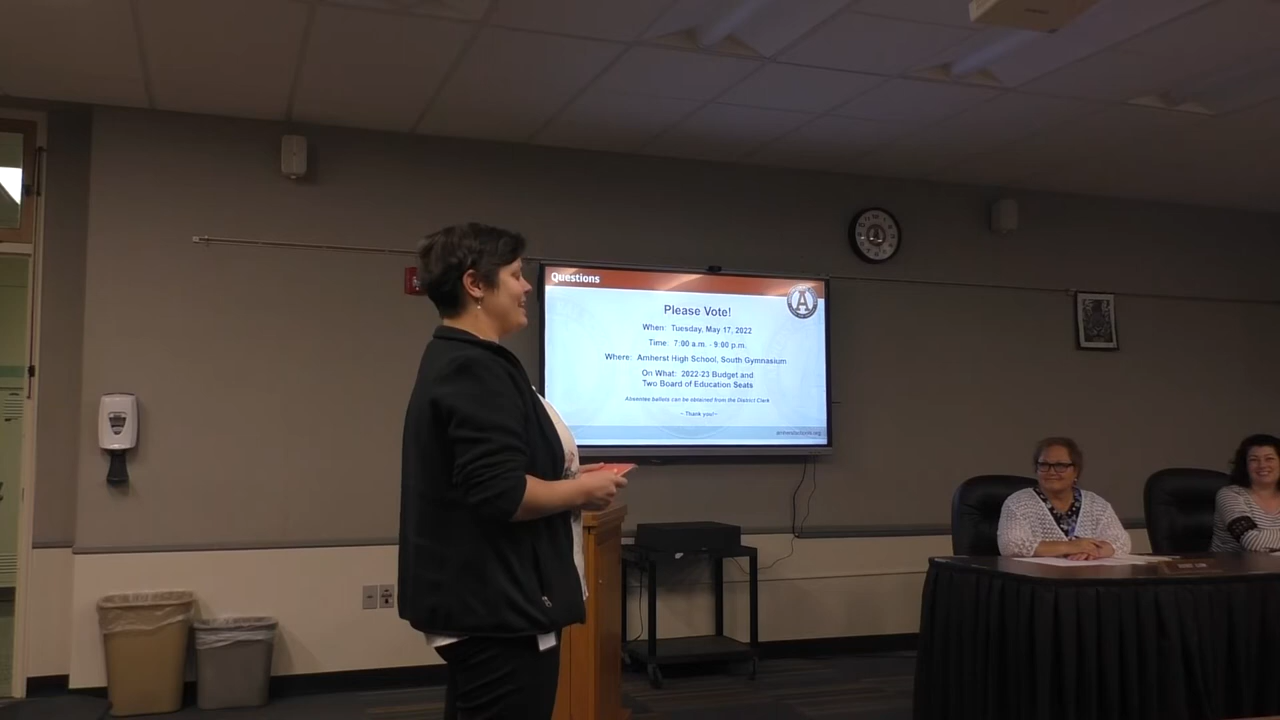 Questions
A
Please Vote!
When: Tuesday, May 17, 2022
Time: 7:00 a.m. - 9:00 p.m.
Where: Amherst High School, South Gymnasium
On What: 2022-23 Budget and
Two Board of Education Seats
Absentee ballots can be obtained from the District Clerk
~ Thank you!~